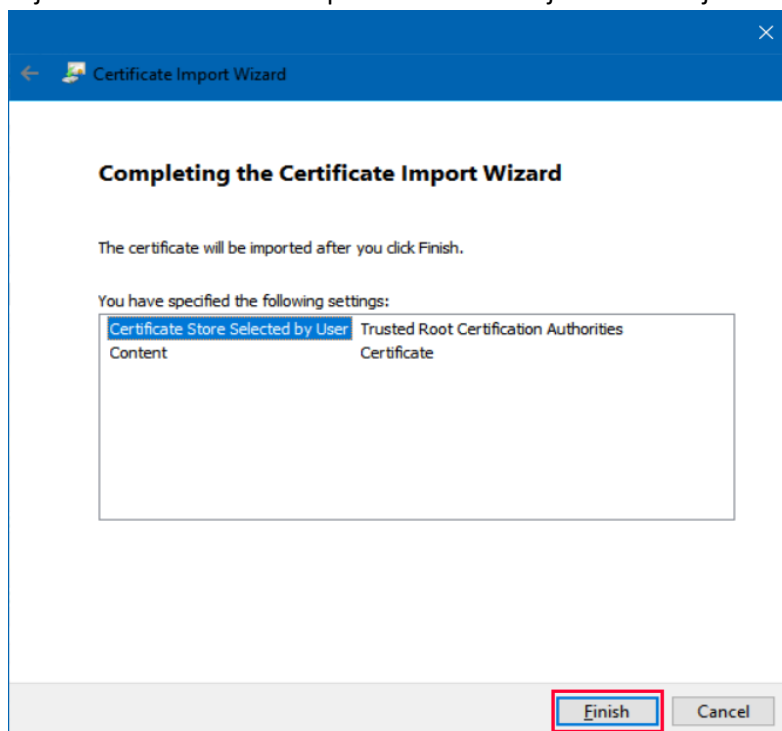 Certificate Import Wizard
Completing the Certificate Import Wizard
The certificate will be imported after you click Finish.
You have specified the following settings:
Certificate Store Selected by User Trusted Root Certification Authorities
Content Certificate
Finish Cancel